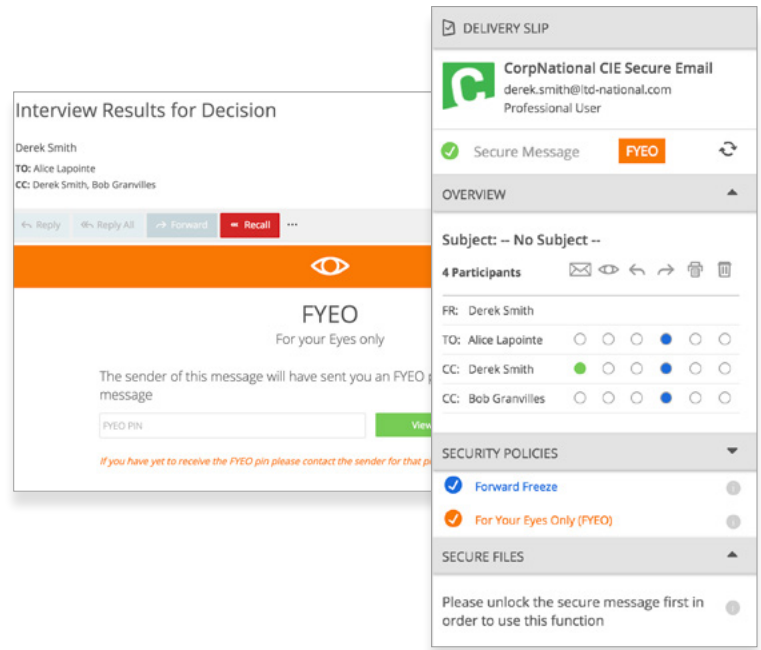 Interview Results for Decision
Derek Smith
TO: Alice Lapointe
CC: Derek Smith, Bob Granvilles
Reply Reply All Forward Recall ...
FYEO
For your Eyes only
The sender of this message will have sent you an FYEO
message
FYEO PIN
View
If you have yet to receive the FYEO pin please contact the sender for that
DELIVERY SLIP
CorpNational CIE Secure Email
derek.smith@ltd-national.com
Professional User
Secure Message FYEO
OVERVIEW
Subject: -- No Subject --
4 Participants
FR: Derek Smith
TO: Alice Lapointe
CC: Derek Smith
CC: Bob Granvilles
SECURITY POLICIES
Forward Freeze
For Your Eyes Only (FYEO)
SECURE FILES
Please unlock the secure message first in
order to use this function